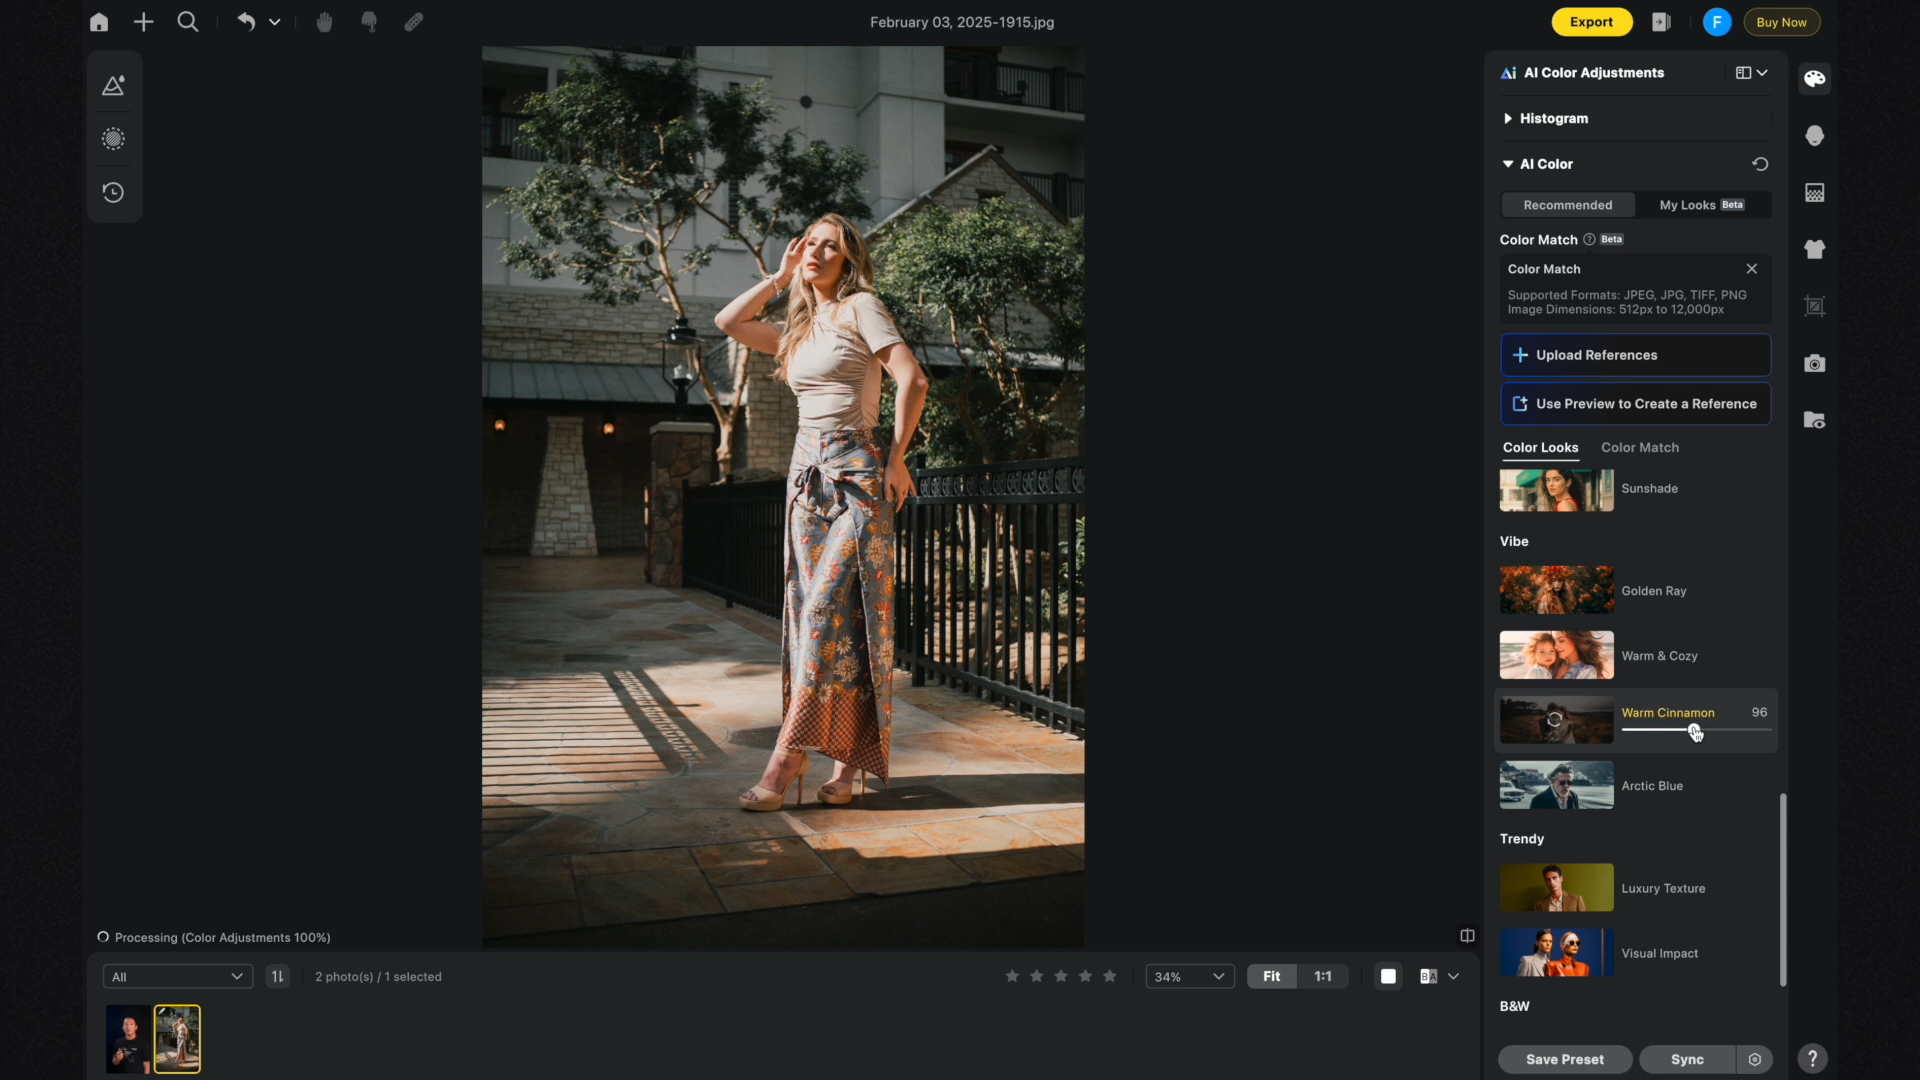 February 03, 2025-1915.jpg
Export
F
Buy Now
Ai AI Color Adjustments
Histogram
AI Color
Recommended
My Looks Beta
Color Match ? Beta
Color Match
Supported Formats: JPEG, JPG, TIFF, PNG
Image Dimensions: 512px to 12,000px
Upload References
Use Preview to Create a Reference
Color Looks
Color Match
Sunshade
Vibe
Golden Ray
Warm & Cozy
Warm Cinnamon 96
Arctic Blue
Trendy
Luxury Texture
Visual Impact
B&W
Save Preset
Sync
?
Processing (Color Adjustments 100%)
All
2 photo(s) / 1 selected
34%
Fit
1:1
B A